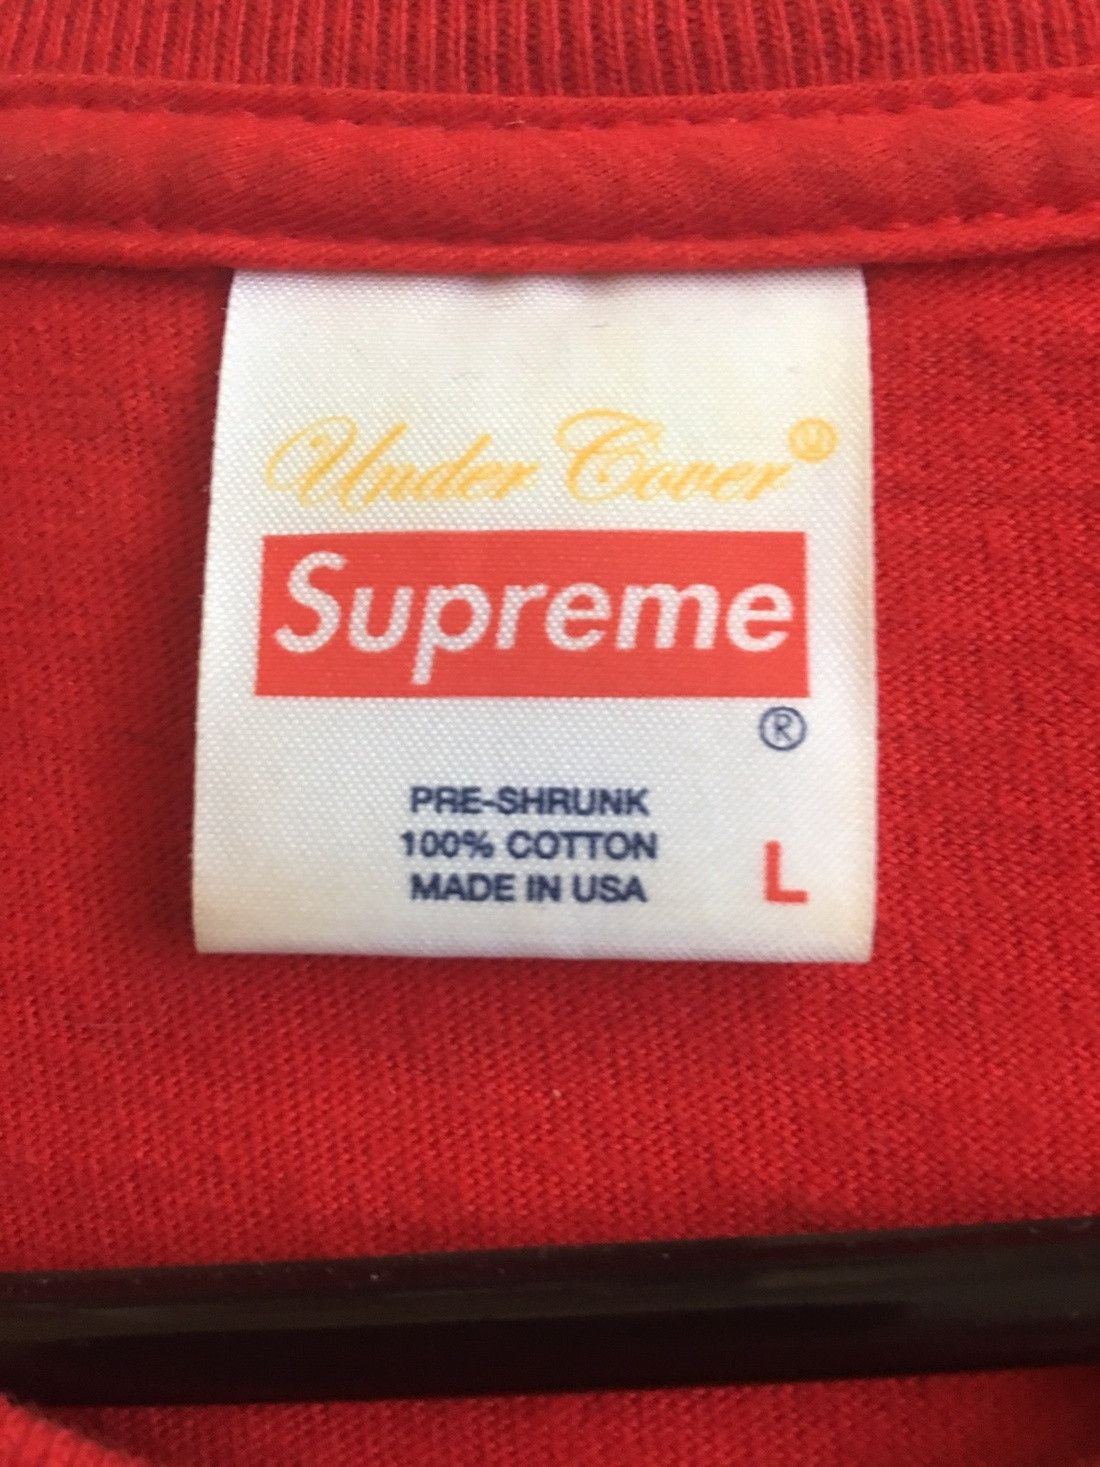 Under Cover Ⓤ
Supreme
®
PRE-SHRUNK
100% COTTON
MADE IN USA
L